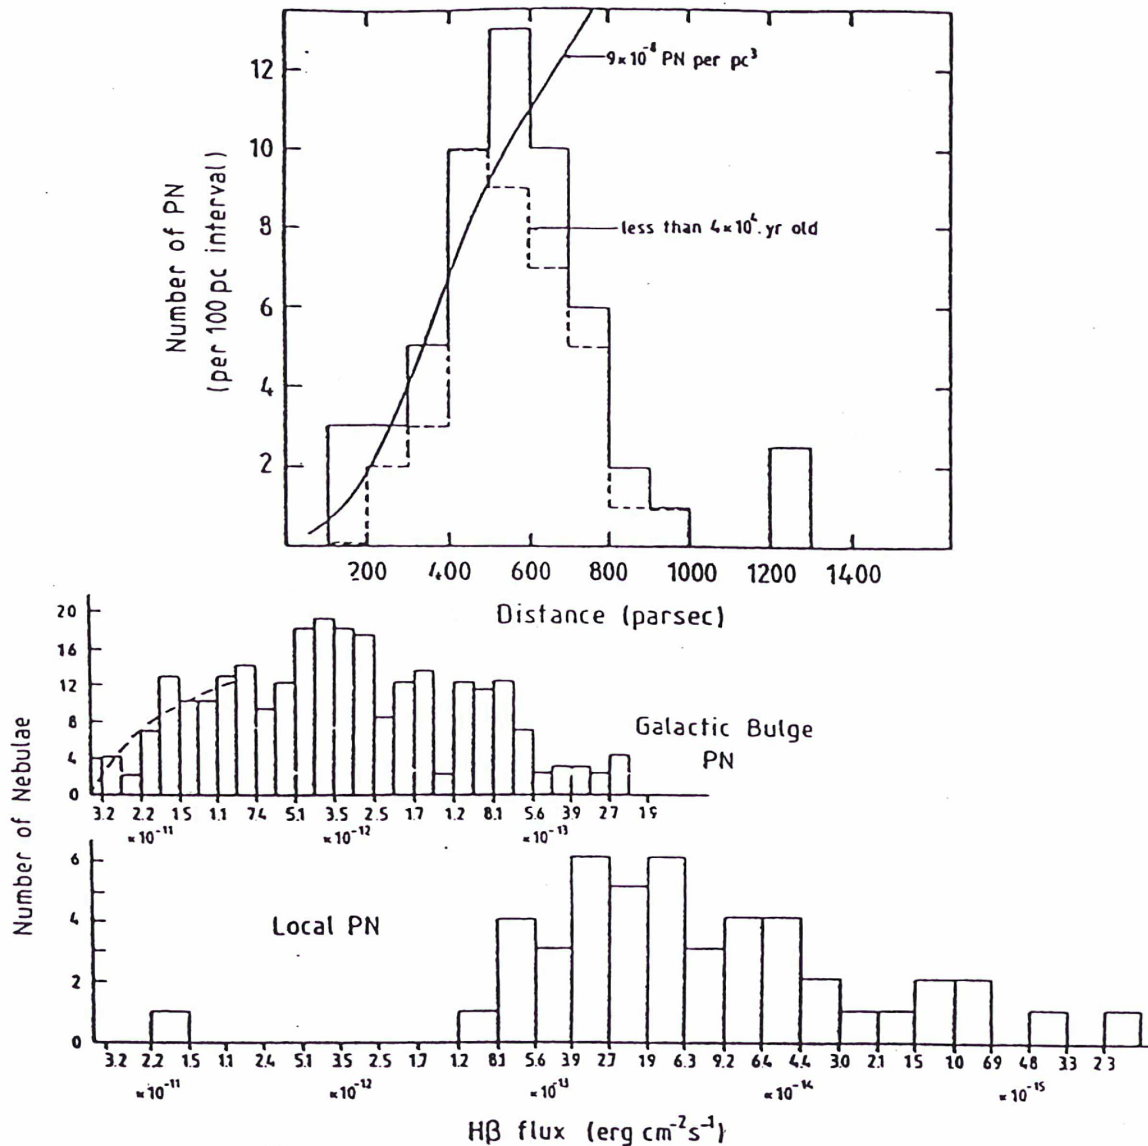 Number of PN
(per 100 pc interval)
12
10
8
6
4
2
9×10⁻⁸ PN per pc³
less than 4×10⁴.yr old
200 400 600 800 1000 1200 1400
Distance (parsec)
Number of Nebulae
20
16
12
8
4
0
Galactic Bulge
PN
3.2 2.2 1.5 1.1 7.4 5.1 3.5 2.5 1.7 1.2 8.1 5.6 3.9 2.7 1.9
×10⁻¹¹ ×10⁻¹² ×10⁻¹³
6
4
2
0
Local PN
3.2 2.2 1.5 1.1 2.4 5.1 3.5 2.5 1.7 1.2 8.1 5.6 3.9 2.7 1.9 6.3 9.2 6.4 4.4 3.0 2.1 1.5 1.0 6.9 4.8 3.3 2.3
×10⁻¹¹ ×10⁻¹² ×10⁻¹³ ×10⁻¹⁴ ×10⁻¹⁵
Hβ flux (erg cm⁻²s⁻¹)